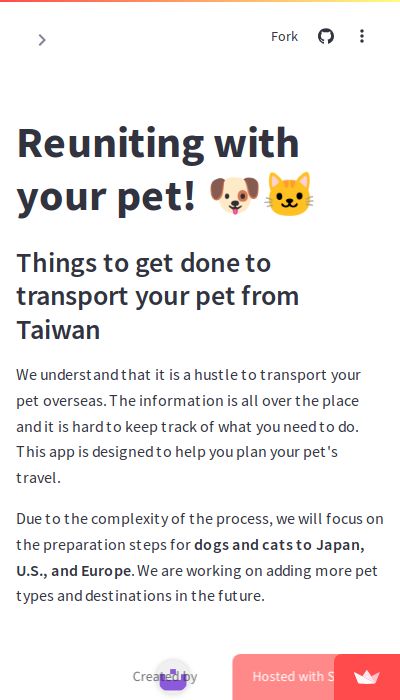 Fork
Reuniting with
your pet! 🐶🐱
Things to get done to
transport your pet from
Taiwan
We understand that it is a hustle to transport your
pet overseas. The information is all over the place
and it is hard to keep track of what you need to do.
This app is designed to help you plan your pet's
travel.
Due to the complexity of the process, we will focus on
the preparation steps for dogs and cats to Japan,
U.S., and Europe. We are working on adding more pet
types and destinations in the future.
Created by
Hosted with S